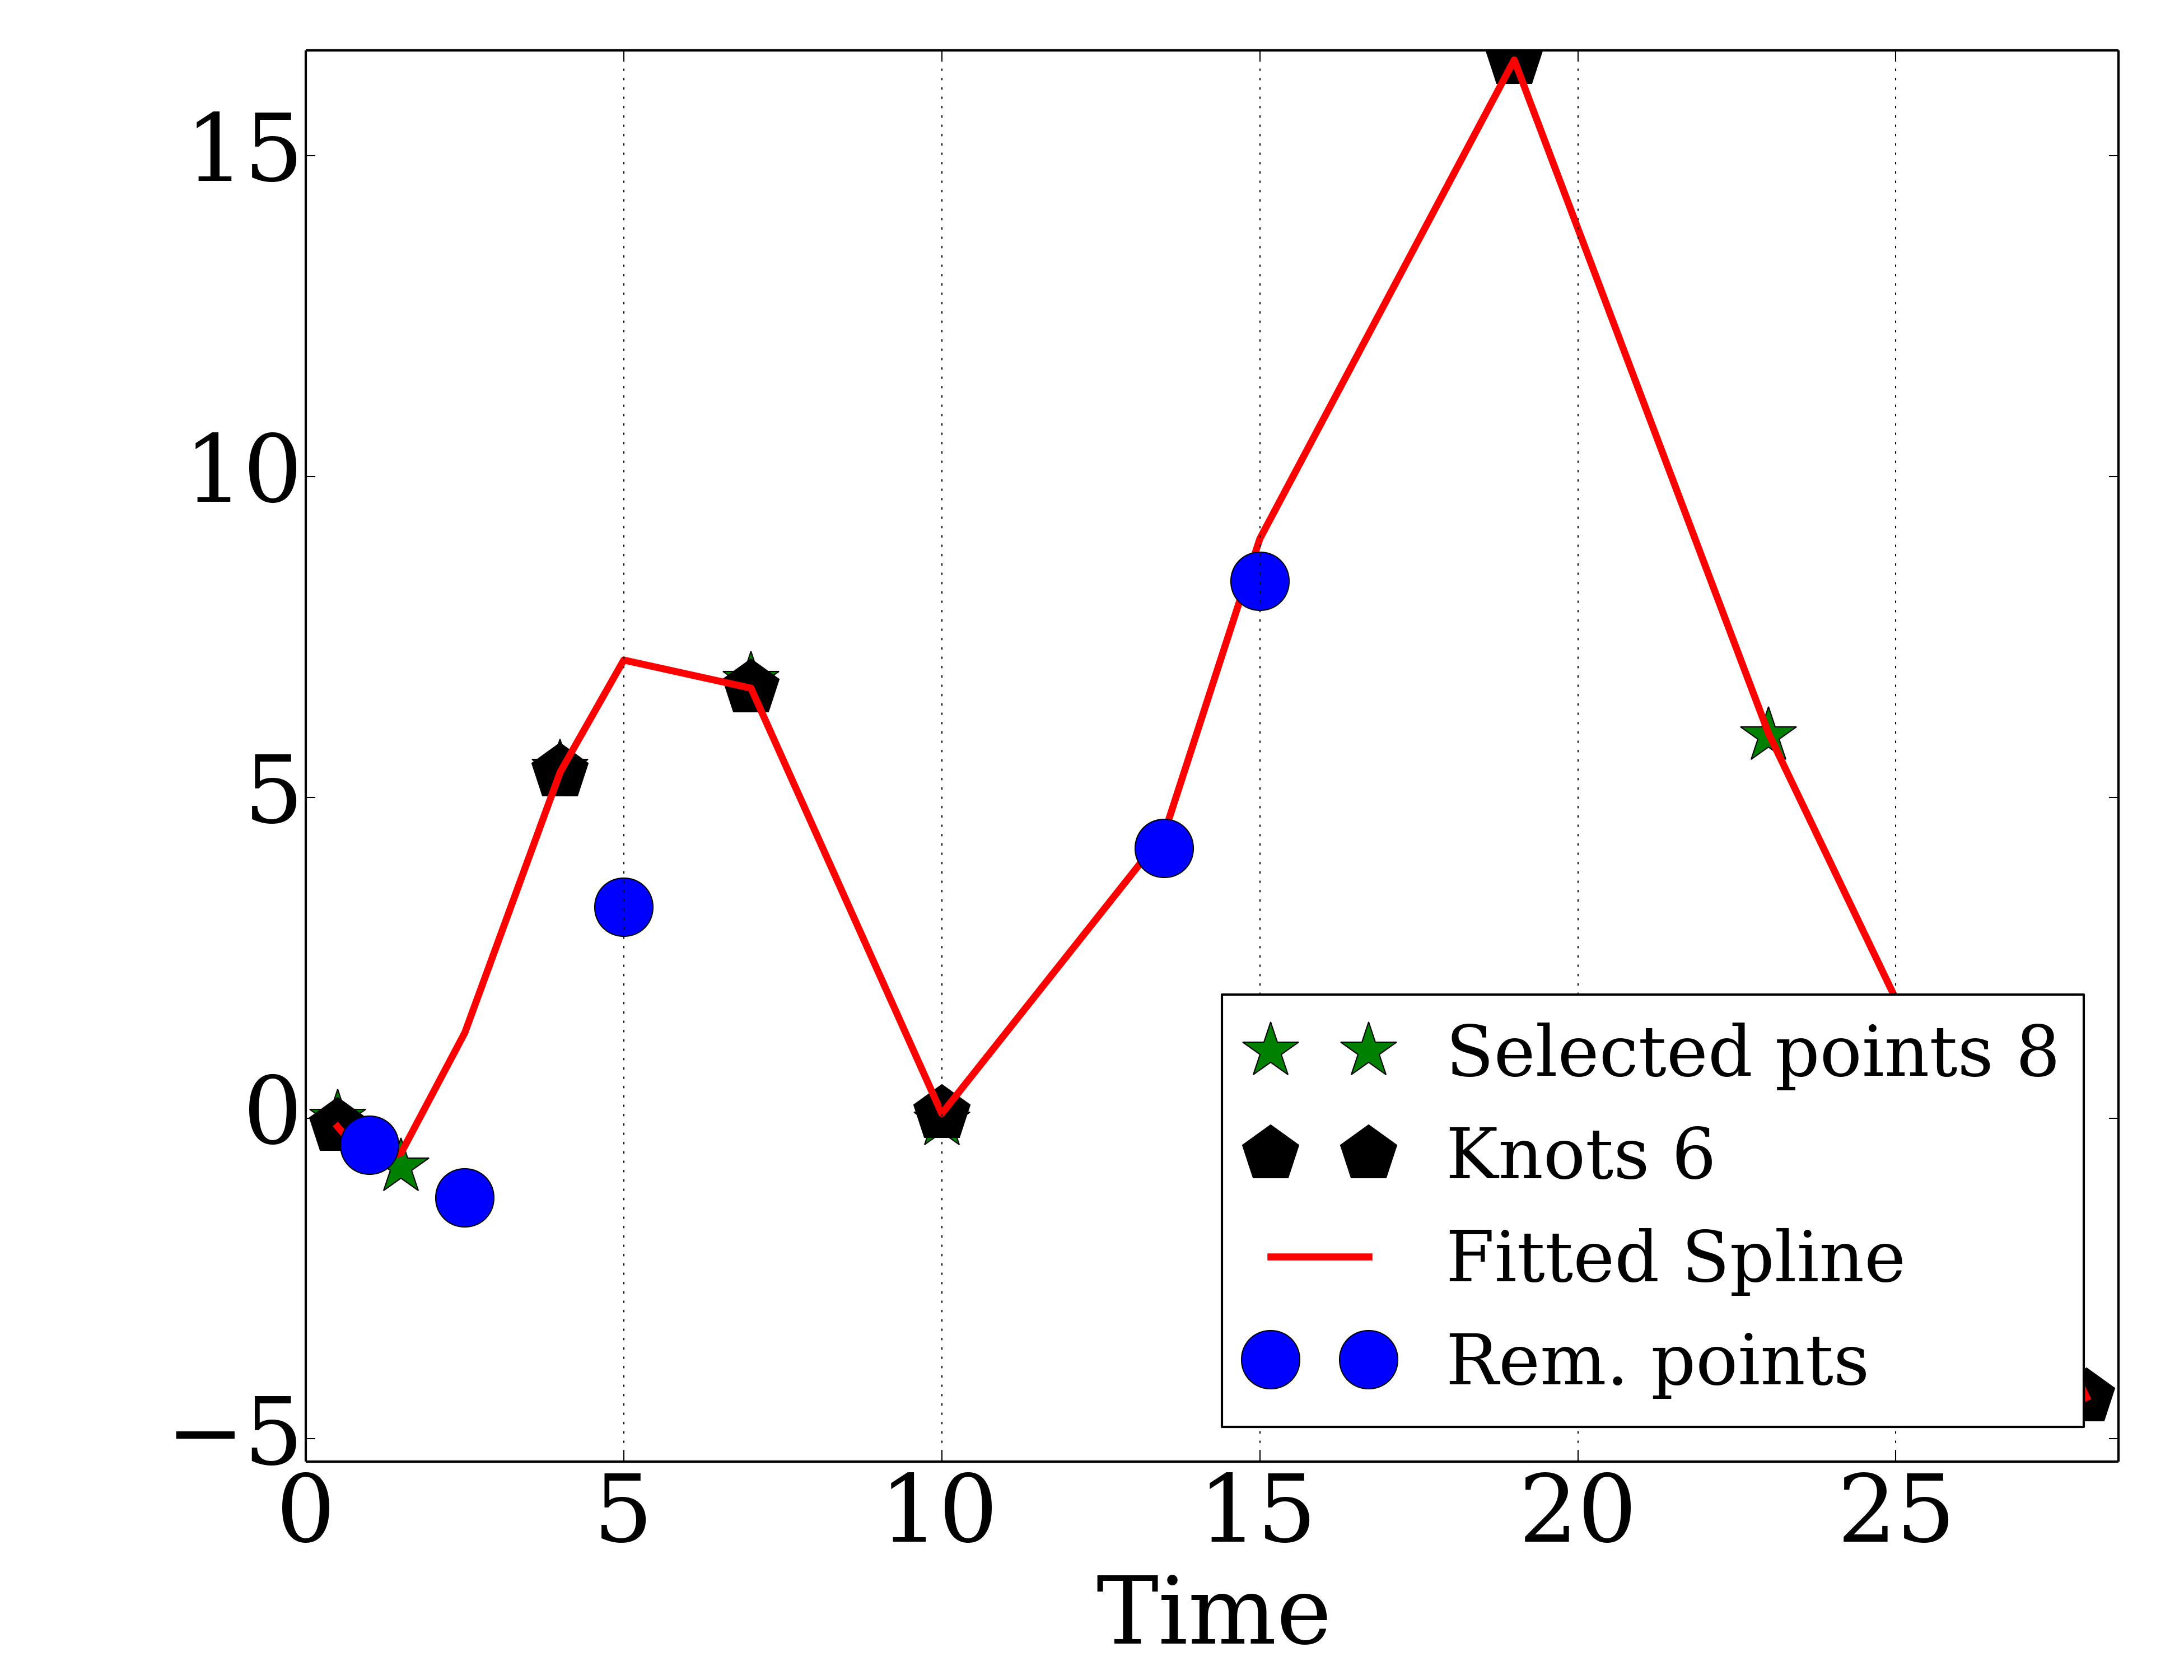 15
10
5
0
−5
Selected points 8
Knots 6
Fitted Spline
Rem. points
0 5 10 15 20 25
Time